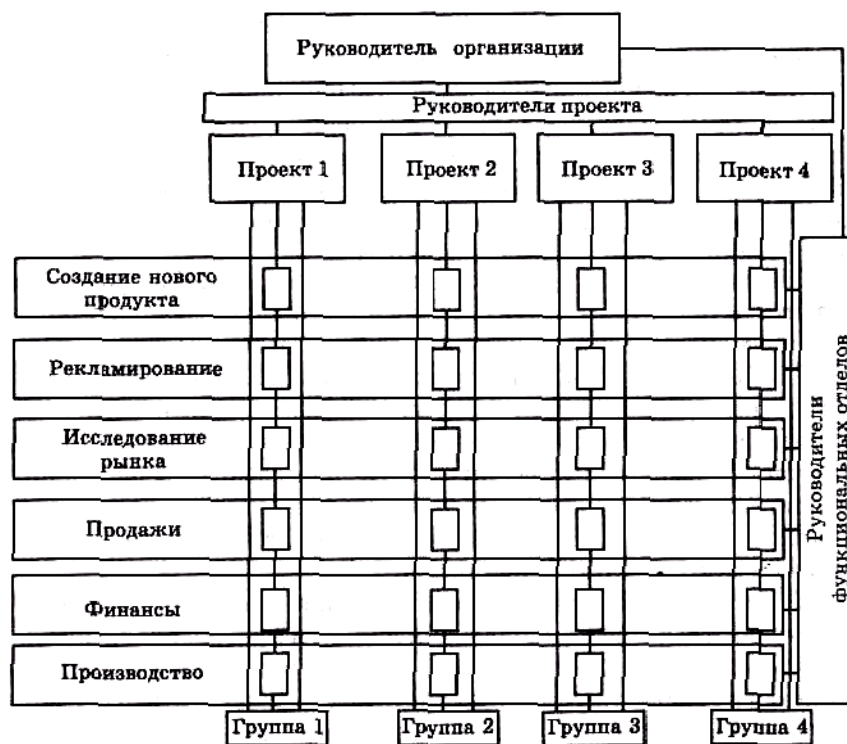 Руководитель организации
Руководители проекта
Проект 1
Проект 2
Проект 3
Проект 4
Создание нового
продукта
Рекламирование
Исследование
рынка
Продажи
Финансы
Производство
Руководители
функциональных отделов
Группа 1
Группа 2
Группа 3
Группа 4